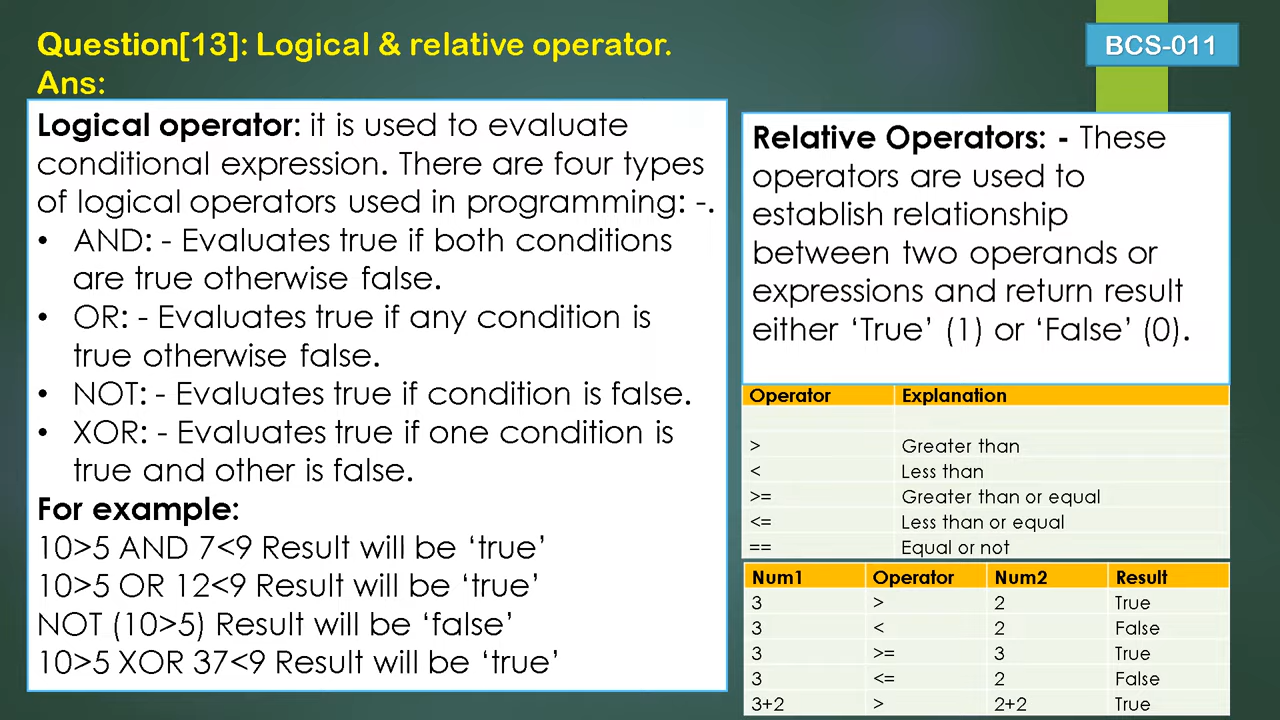 Question[13]: Logical & relative operator.
Ans:
BCS-011
Logical operator: it is used to evaluate
conditional expression. There are four types
of logical operators used in programming: -.
• AND: - Evaluates true if both conditions
are true otherwise false.
• OR: - Evaluates true if any condition is
true otherwise false.
• NOT: - Evaluates true if condition is false.
• XOR: - Evaluates true if one condition is
true and other is false.
For example:
10>5 AND 7<9 Result will be ‘true’
10>5 OR 12<9 Result will be ‘true’
NOT (10>5) Result will be ‘false’
10>5 XOR 37<9 Result will be ‘true’
Relative Operators: - These
operators are used to
establish relationship
between two operands or
expressions and return result
either ‘True’ (1) or ‘False’ (0).
Operator Explanation
> Greater than
< Less than
>= Greater than or equal
<= Less than or equal
== Equal or not
Num1 Operator Num2 Result
3 > 2 True
3 < 2 False
3 >= 3 True
3 <= 2 False
3+2 > 2+2 True